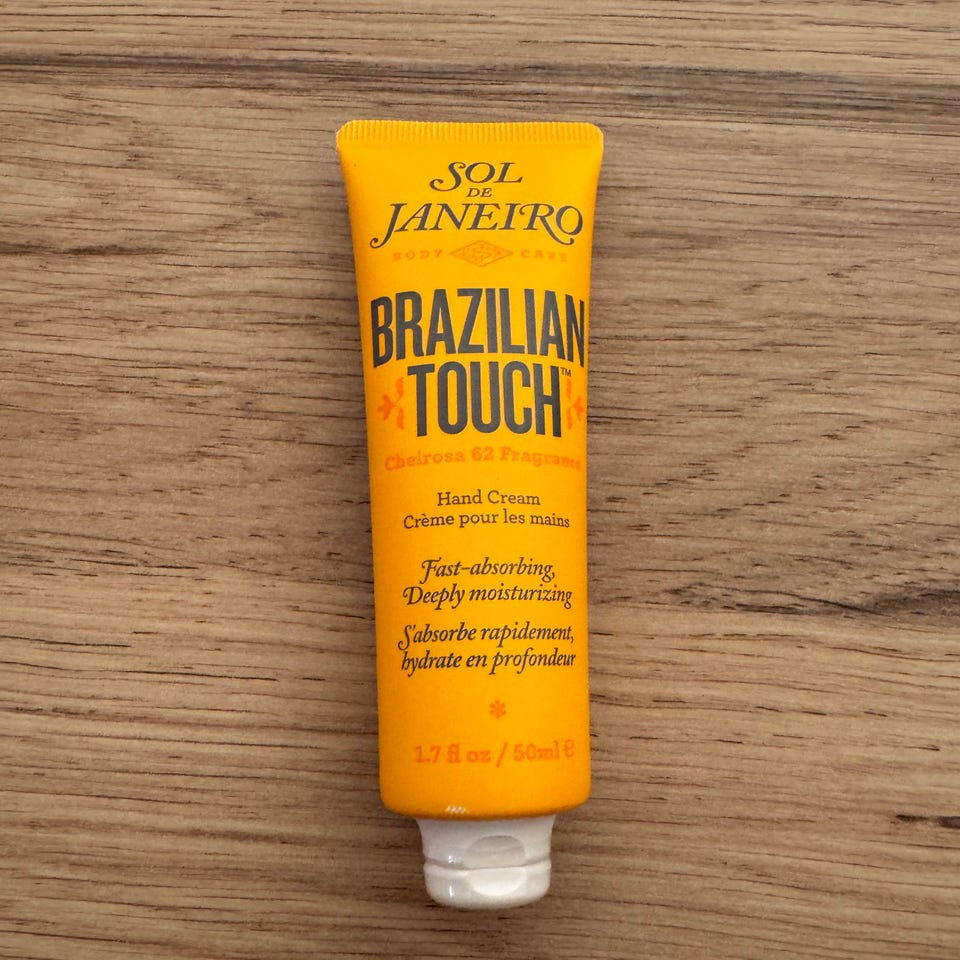 SOL
DE
JANEIRO
BODY CARE
BRAZILIAN
TOUCH™
Cheirosa 62 Fragrance
Hand Cream
Crème pour les mains
Fast-absorbing,
Deeply moisturizing
S'absorbe rapidement,
hydrate en profondeur
1.7 fl oz / 50ml ℮